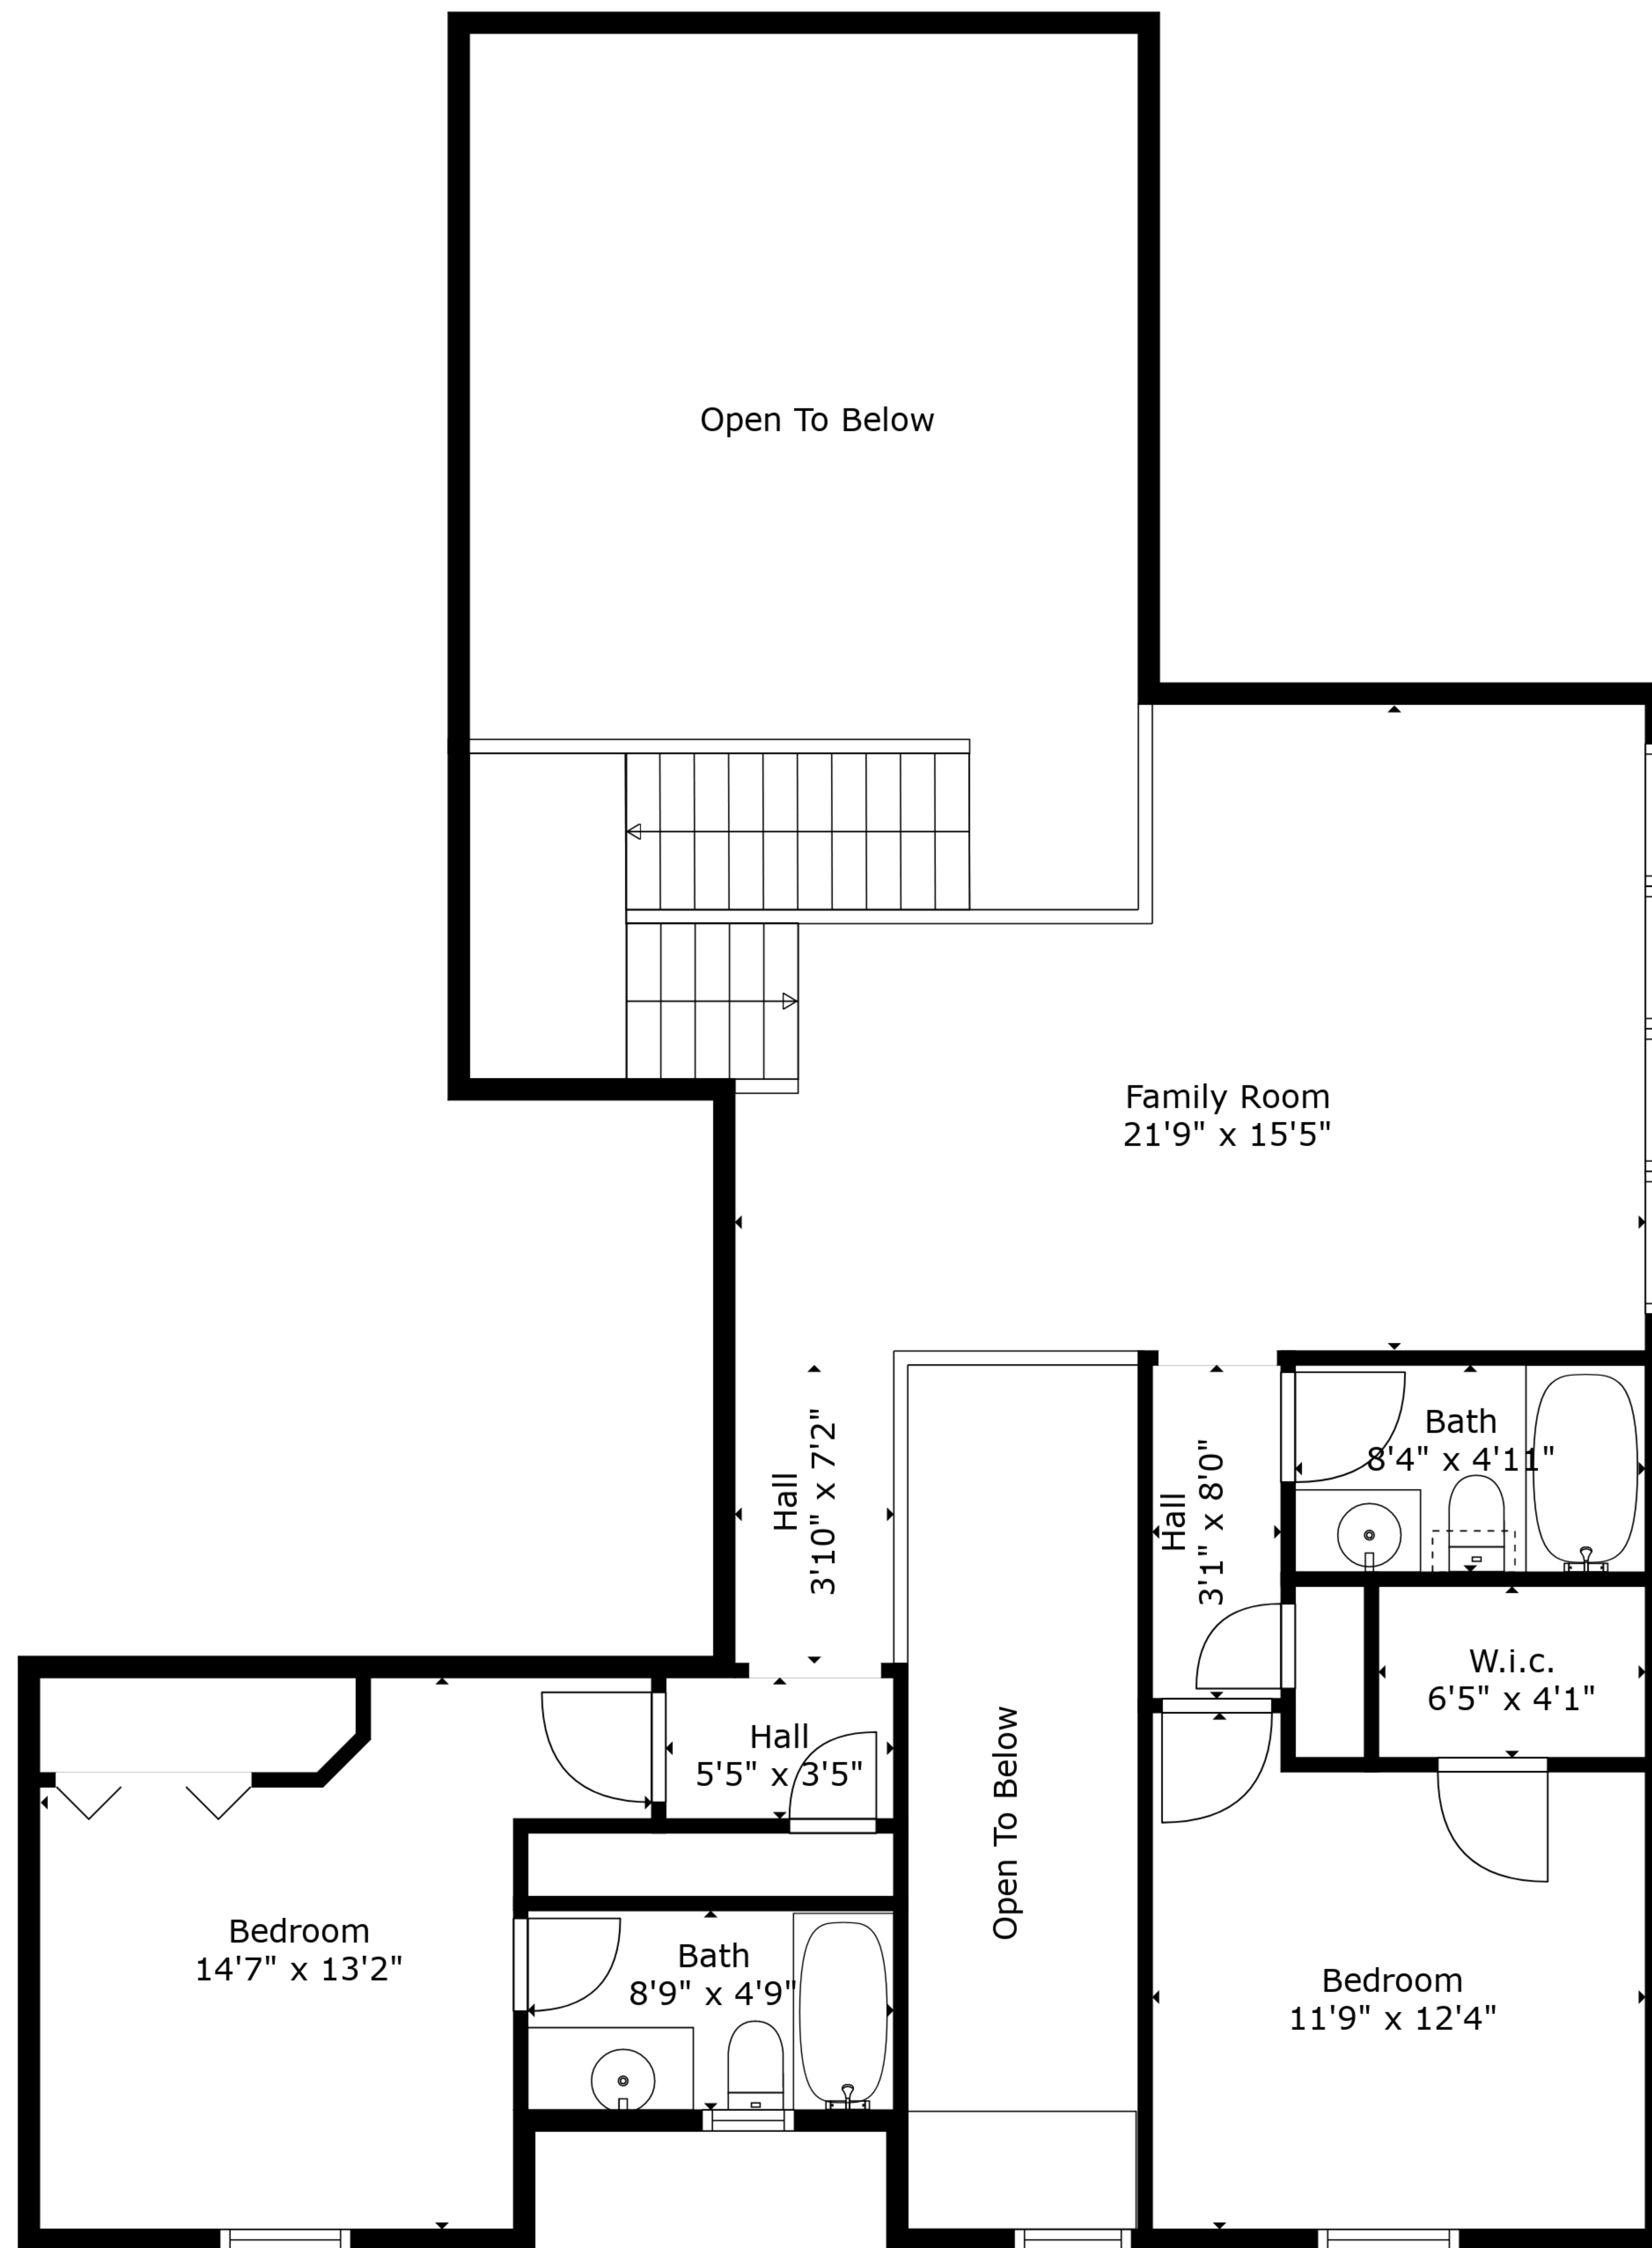 Open To Below
Family Room
21'9" x 15'5"
Hall
3'10" x 7'2"
Hall
3'1" x 8'0"
Bath
8'4" x 4'11"
W.i.c.
6'5" x 4'1"
Hall
5'5" x 3'5"
Open To Below
Bedroom
14'7" x 13'2"
Bath
8'9" x 4'9"
Bedroom
11'9" x 12'4"